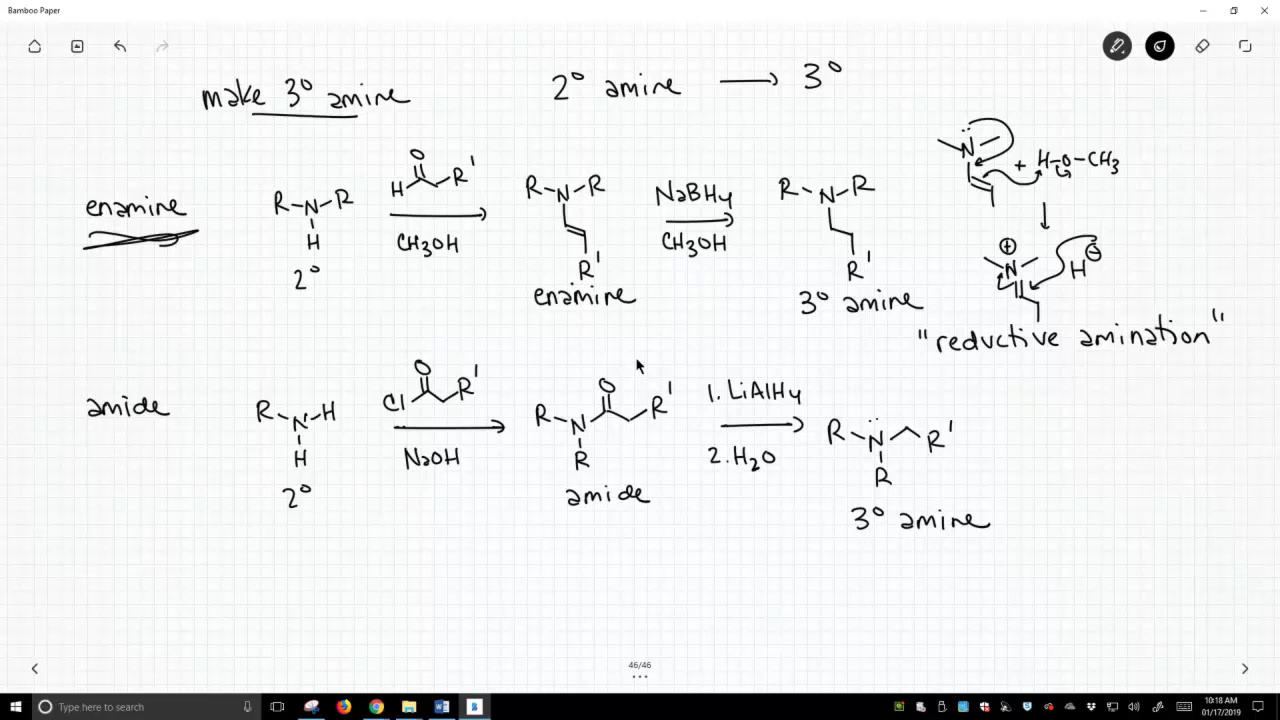 Bamboo Paper
make 3° amine
2° amine → 3°
enamine
R-N-R
H
2°
O
H R'
CH3OH
R-N-R
R'
enamine
NaBH4
CH3OH
R-N-R
R'
3° amine
N + H-O-CH3
⊕
N H⊖
"reductive amination"
amide
R-N-H
H
2°
O
Cl R'
NaOH
O
R-N R'
R
amide
1. LiAlH4
2. H2O
R-N R'
R
3° amine
46/46
Type here to search
10:18 AM
01/17/2019